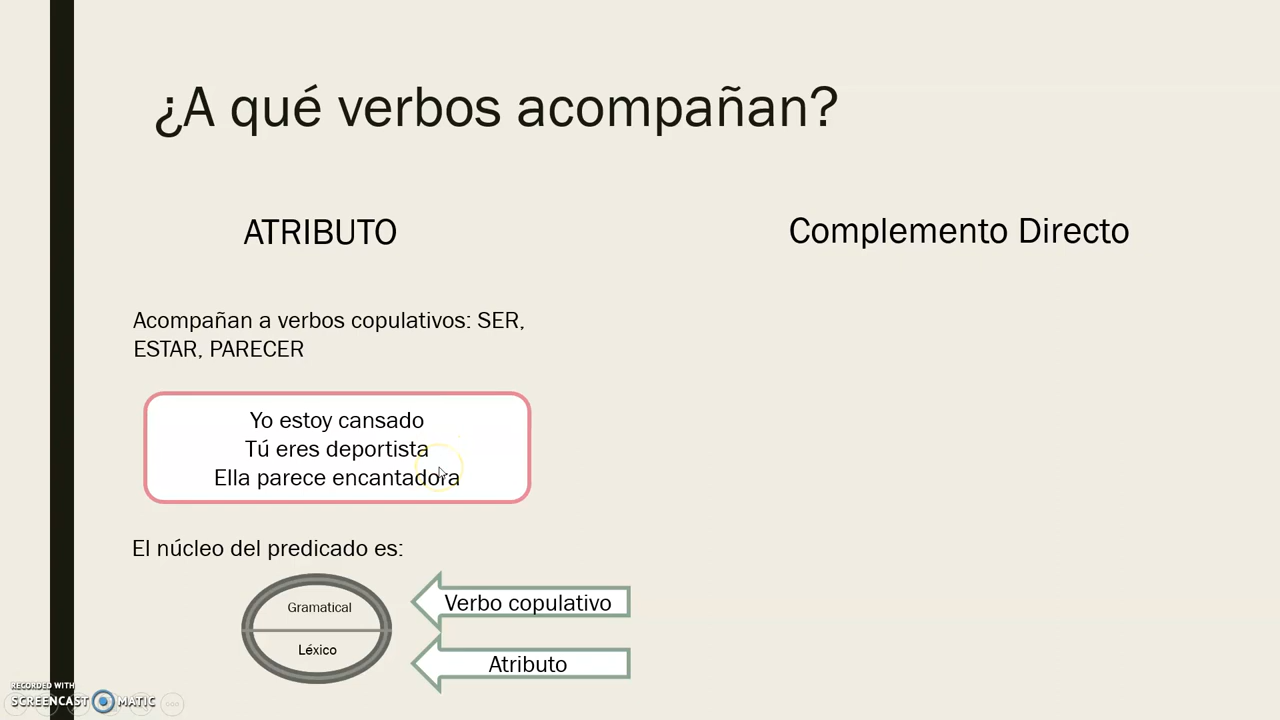 ¿A qué verbos acompañan?
ATRIBUTO
Complemento Directo
Acompañan a verbos copulativos: SER,
ESTAR, PARECER
Yo estoy cansado
Tú eres deportista
Ella parece encantadora
El núcleo del predicado es:
Gramatical
Verbo copulativo
Léxico
Atributo
RECORDED WITH
SCREENCAST MATIC